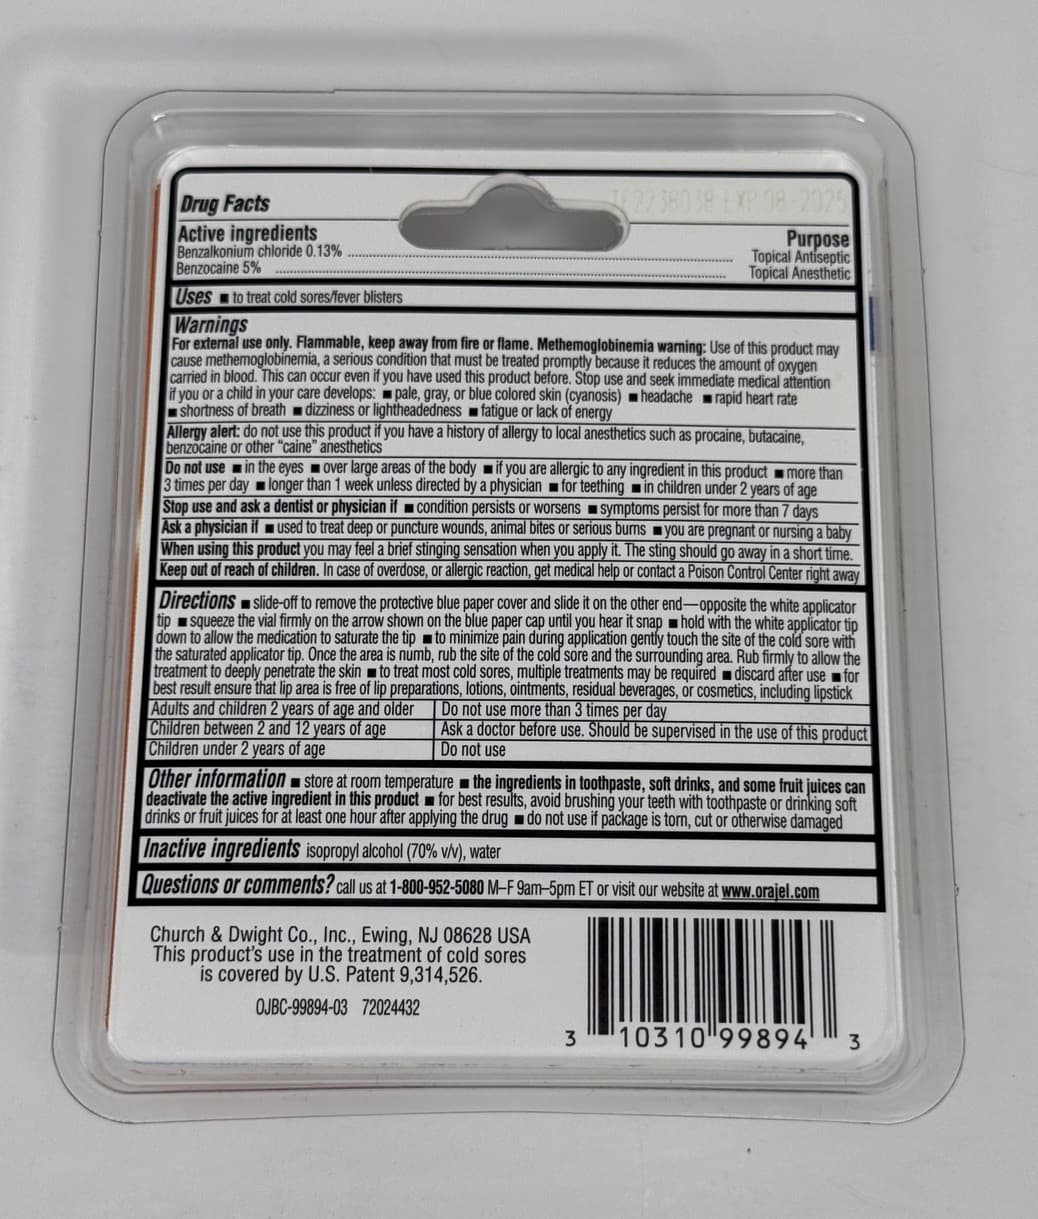 Drug Facts
EXP 08-2025
Active ingredients
Purpose
Benzalkonium chloride 0.13% Topical Antiseptic
Benzocaine 5% Topical Anesthetic
Uses ■ to treat cold sores/fever blisters
Warnings
For external use only. Flammable, keep away from fire or flame. Methemoglobinemia warning: Use of this product may
cause methemoglobinemia, a serious condition that must be treated promptly because it reduces the amount of oxygen
carried in blood. This can occur even if you have used this product before. Stop use and seek immediate medical attention
if you or a child in your care develops: ■ pale, gray, or blue colored skin (cyanosis) ■ headache ■ rapid heart rate
■ shortness of breath ■ dizziness or lightheadedness ■ fatigue or lack of energy
Allergy alert: do not use this product if you have a history of allergy to local anesthetics such as procaine, butacaine,
benzocaine or other "caine" anesthetics
Do not use ■ in the eyes ■ over large areas of the body ■ if you are allergic to any ingredient in this product ■ more than
3 times per day ■ longer than 1 week unless directed by a physician ■ for teething ■ in children under 2 years of age
Stop use and ask a dentist or physician if ■ condition persists or worsens ■ symptoms persist for more than 7 days
Ask a physician if ■ used to treat deep or puncture wounds, animal bites or serious burns ■ you are pregnant or nursing a baby
When using this product you may feel a brief stinging sensation when you apply it. The sting should go away in a short time.
Keep out of reach of children. In case of overdose, or allergic reaction, get medical help or contact a Poison Control Center right away
Directions ■ slide-off to remove the protective blue paper cover and slide it on the other end—opposite the white applicator
tip ■ squeeze the vial firmly on the arrow shown on the blue paper cap until you hear it snap ■ hold with the white applicator tip
down to allow the medication to saturate the tip ■ to minimize pain during application gently touch the site of the cold sore with
the saturated applicator tip. Once the area is numb, rub the site of the cold sore and the surrounding area. Rub firmly to allow the
treatment to deeply penetrate the skin ■ to treat most cold sores, multiple treatments may be required ■ discard after use ■ for
best result ensure that lip area is free of lip preparations, lotions, ointments, residual beverages, or cosmetics, including lipstick
Adults and children 2 years of age and older Do not use more than 3 times per day
Children between 2 and 12 years of age Ask a doctor before use. Should be supervised in the use of this product
Children under 2 years of age Do not use
Other information ■ store at room temperature ■ the ingredients in toothpaste, soft drinks, and some fruit juices can
deactivate the active ingredient in this product ■ for best results, avoid brushing your teeth with toothpaste or drinking soft
drinks or fruit juices for at least one hour after applying the drug ■ do not use if package is torn, cut or otherwise damaged
Inactive ingredients isopropyl alcohol (70% v/v), water
Questions or comments? call us at 1-800-952-5080 M–F 9am–5pm ET or visit our website at www.orajel.com
Church & Dwight Co., Inc., Ewing, NJ 08628 USA
This product's use in the treatment of cold sores
is covered by U.S. Patent 9,314,526.
OJBC-99894-03 72024432
3 10310 99894 3